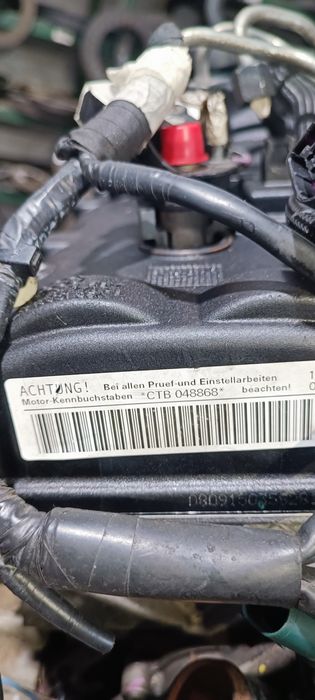 ACHTUNG! Bei allen Pruef-und Einstellarbeiten
Motor-Kennbuchstaben *CTB 048868* beachten!